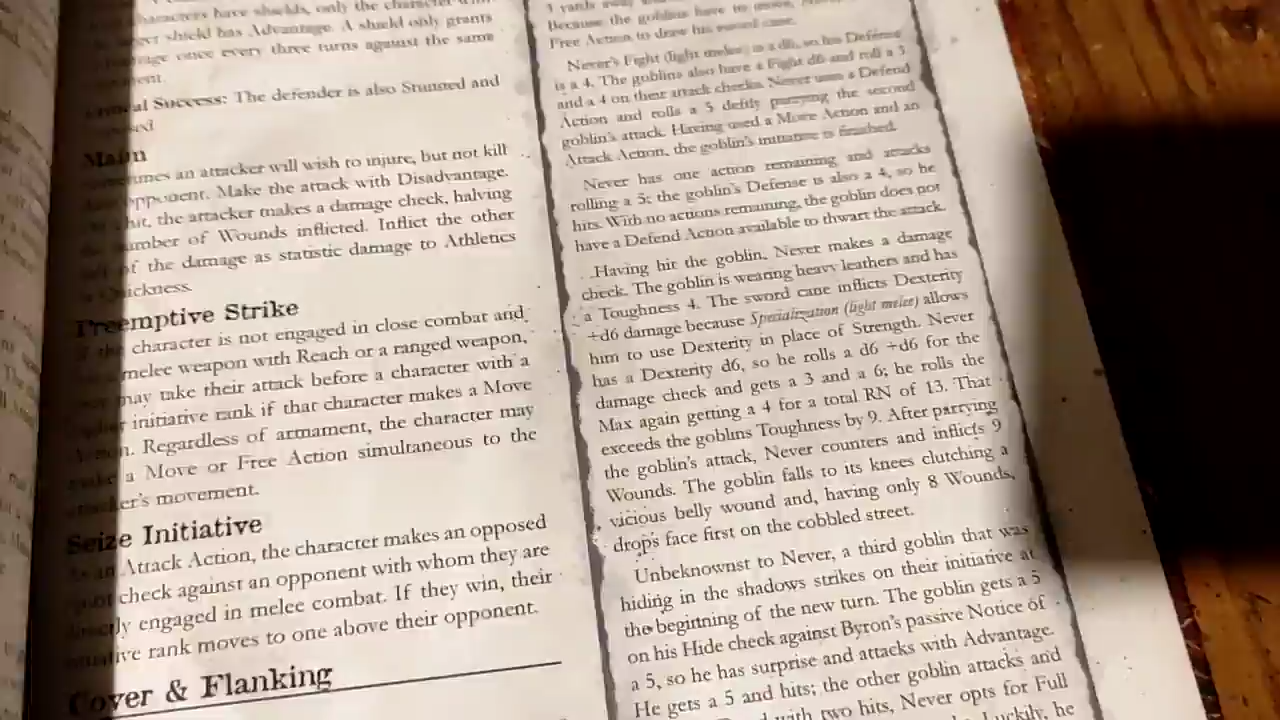 characters have shields, only the character with
shield has Advantage. A shield only grants
once every three turns against the same
Success: The defender is also Stunned and
Maim
an attacker will wish to injure, but not kill
opponent. Make the attack with Disadvantage.
hit, the attacker makes a damage check, halving
number of Wounds inflicted. Inflict the other
of the damage as statistic damage to Athletics
Quickness.
Preemptive Strike
character is not engaged in close combat and
melee weapon with Reach or a ranged weapon,
may take their attack before a character with a
initiative rank if that character makes a Move
Action. Regardless of armament, the character may
make a Move or Free Action simultaneous to the
attacker's movement.
Seize Initiative
As an Attack Action, the character makes an opposed
check against an opponent with whom they are
directly engaged in melee combat. If they win, their
initiative rank moves to one above their opponent.
Cover & Flanking
3 yards away
Because the goblins have to move,
Free Action to draw his sword cane.
Never's Fight (light melee) is a d6, so his Defense
is a 4. The goblins also have a Fight d6 and roll a 5
and a 4 on their attack checks. Never uses a Defend
Action and rolls a 5 deftly parrying the second
goblin's attack. Having used a Move Action and an
Attack Action, the goblin's initiative is finished.
Never has one action remaining and attacks
rolling a 5; the goblin's Defense is also a 4, so he
hits. With no actions remaining, the goblin does not
have a Defend Action available to thwart the attack.
Having hit the goblin, Never makes a damage
check. The goblin is wearing heavy leathers and has
a Toughness 4. The sword cane inflicts Dexterity
+d6 damage because Specialization (light melee) allows
him to use Dexterity in place of Strength. Never
has a Dexterity d6, so he rolls a d6 +d6 for the
damage check and gets a 3 and a 6; he rolls the
Max again getting a 4 for a total RN of 13. That
exceeds the goblins Toughness by 9. After parrying
the goblin's attack, Never counters and inflicts 9
Wounds. The goblin falls to its knees clutching a
vicious belly wound and, having only 8 Wounds,
drops face first on the cobbled street.
Unbeknownst to Never, a third goblin that was
hiding in the shadows strikes on their initiative at
the beginning of the new turn. The goblin gets a 5
on his Hide check against Byron's passive Notice of
a 5, so he has surprise and attacks with Advantage.
He gets a 5 and hits; the other goblin attacks and
with two hits, Never opts for Full
Luckily, he